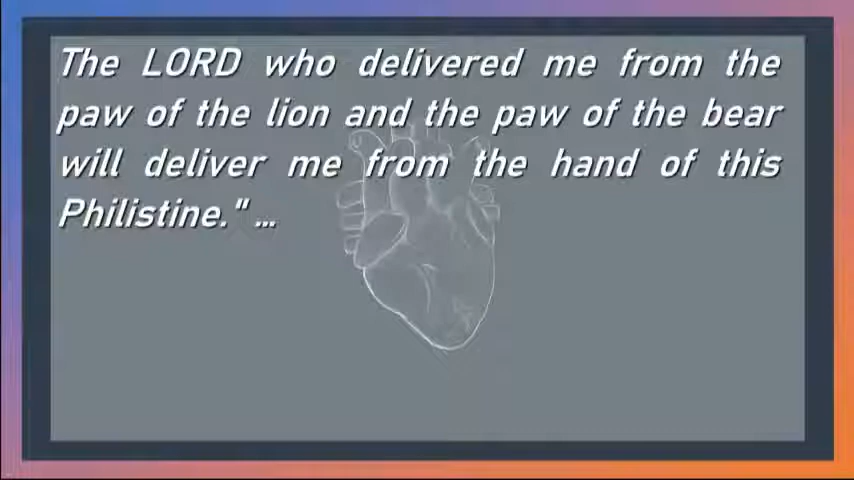 The LORD who delivered me from the
paw of the lion and the paw of the bear
will deliver me from the hand of this
Philistine." ...